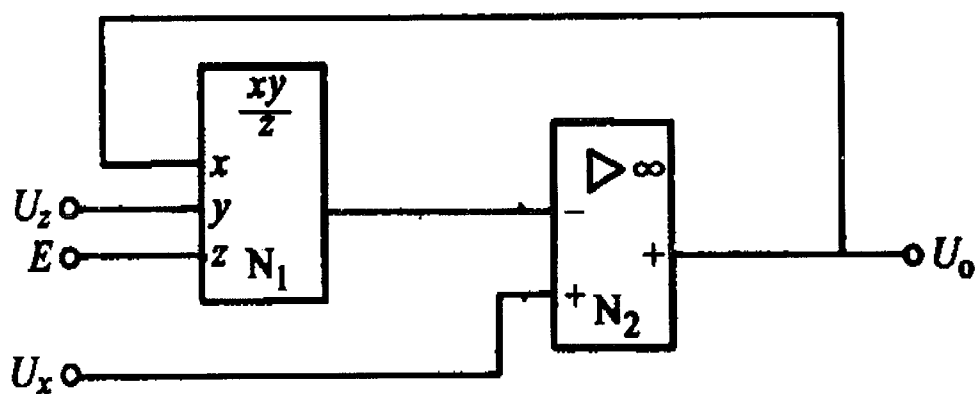 xy
z
x
U_z y
E z
N_1
▷ ∞
−
+ U_o
+
N_2
U_x